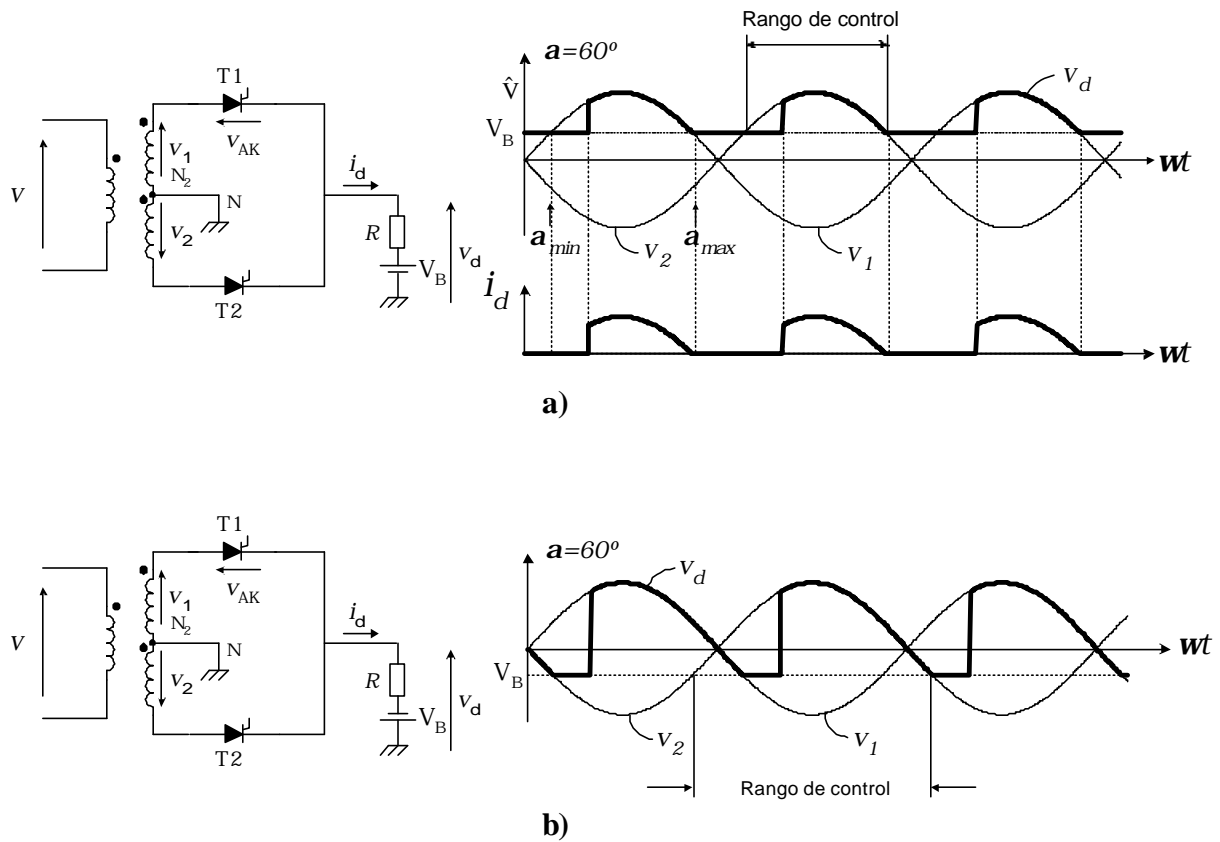 Rango de control
a=60º
T1
V̂
v_d
v_AK
V_B
v_1
N_2
i_d
wt
V
N
R
v_2
V_B
v_d
a_min
v_2
a_max
v_1
T2
i_d
wt
a)
T1
a=60º
v_d
v_AK
v_1
N_2
i_d
wt
V
N
V_B
v_2
R
V_B
v_d
v_2
v_1
T2
Rango de control
b)